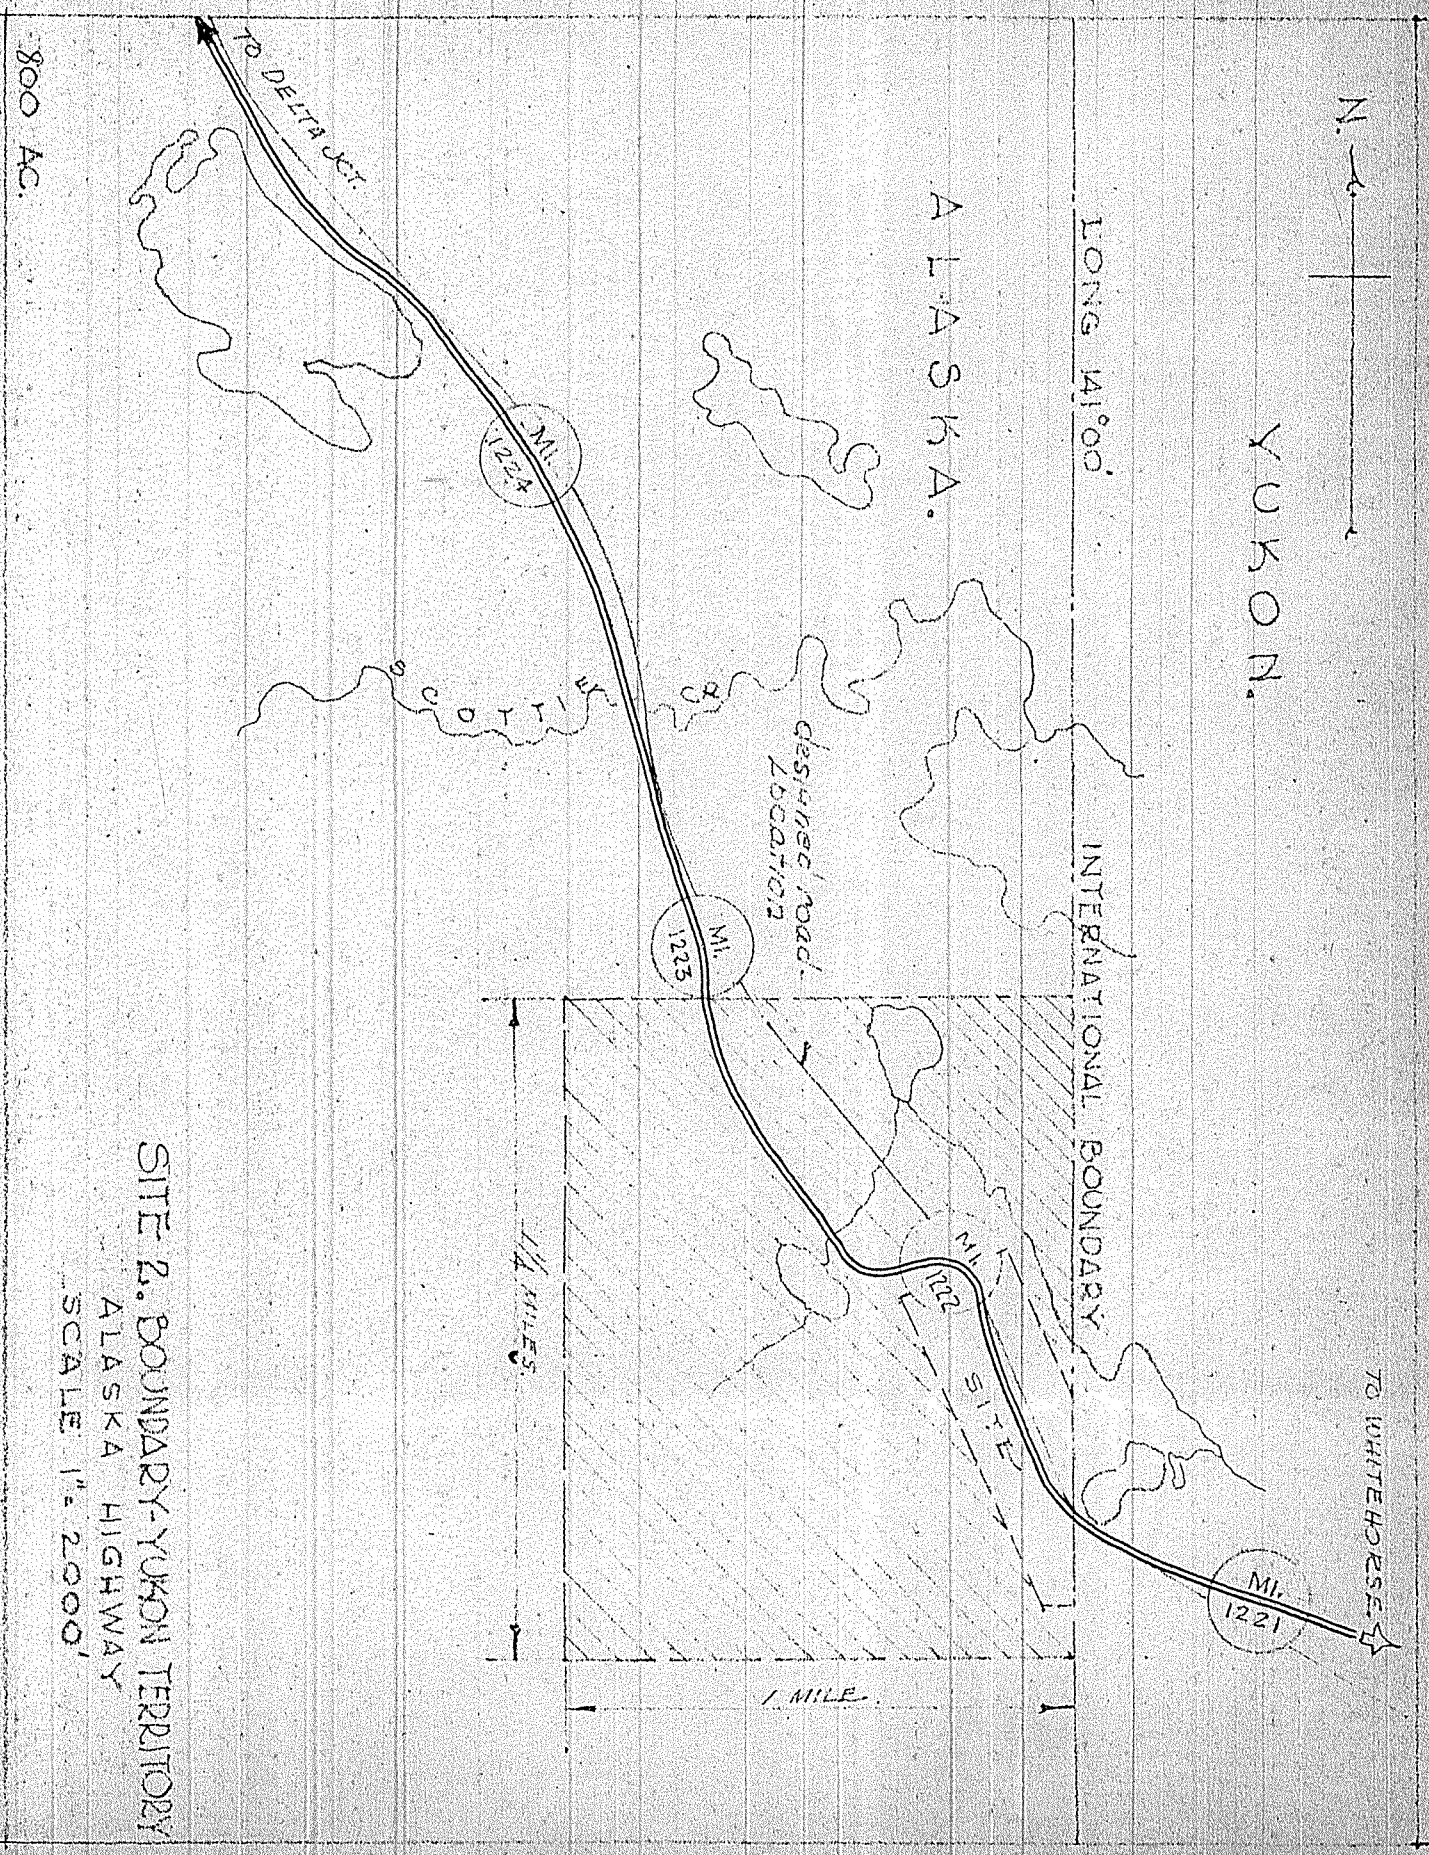 N.
YUKON.
TO WHITEHORSE
LONG 141°00'
INTERNATIONAL BOUNDARY
ALASKA.
MI.
1221
MI.
1222
SITE
designed road
Location
MI.
1223
SCOTTIE CR
MI.
1224
1 MILE
1 1/4 MILES.
TO DELTA JCT.
SITE 2. BOUNDARY-YUKON TERRITORY
ALASKA HIGHWAY
SCALE 1"= 2000'
800 AC.